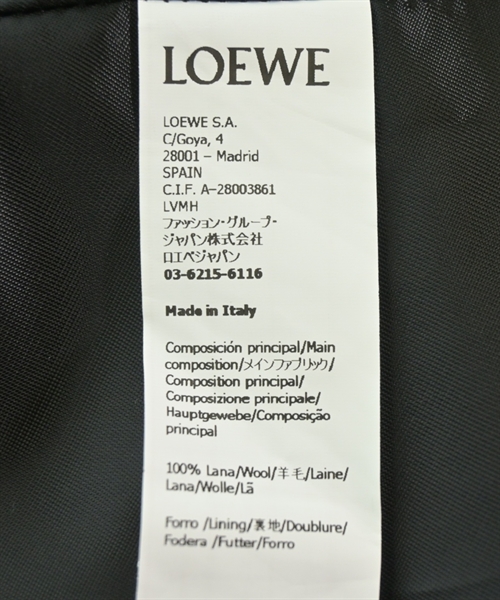 LOEWE
LOEWE S.A.
C/Goya, 4
28001 – Madrid
SPAIN
C.I.F. A-28003861
LVMH
ファッション・グループ・
ジャパン株式会社
ロエベジャパン
03-6215-6116
Made in Italy
Composición principal/Main
composition/メインファブリック/
Composition principal/
Composizione principale/
Hauptgewebe/Composição
principal
100% Lana/Wool/羊毛/Laine/
Lana/Wolle/Lã
Forro /Lining/裏地/Doublure/
Fodera /Futter/Forro